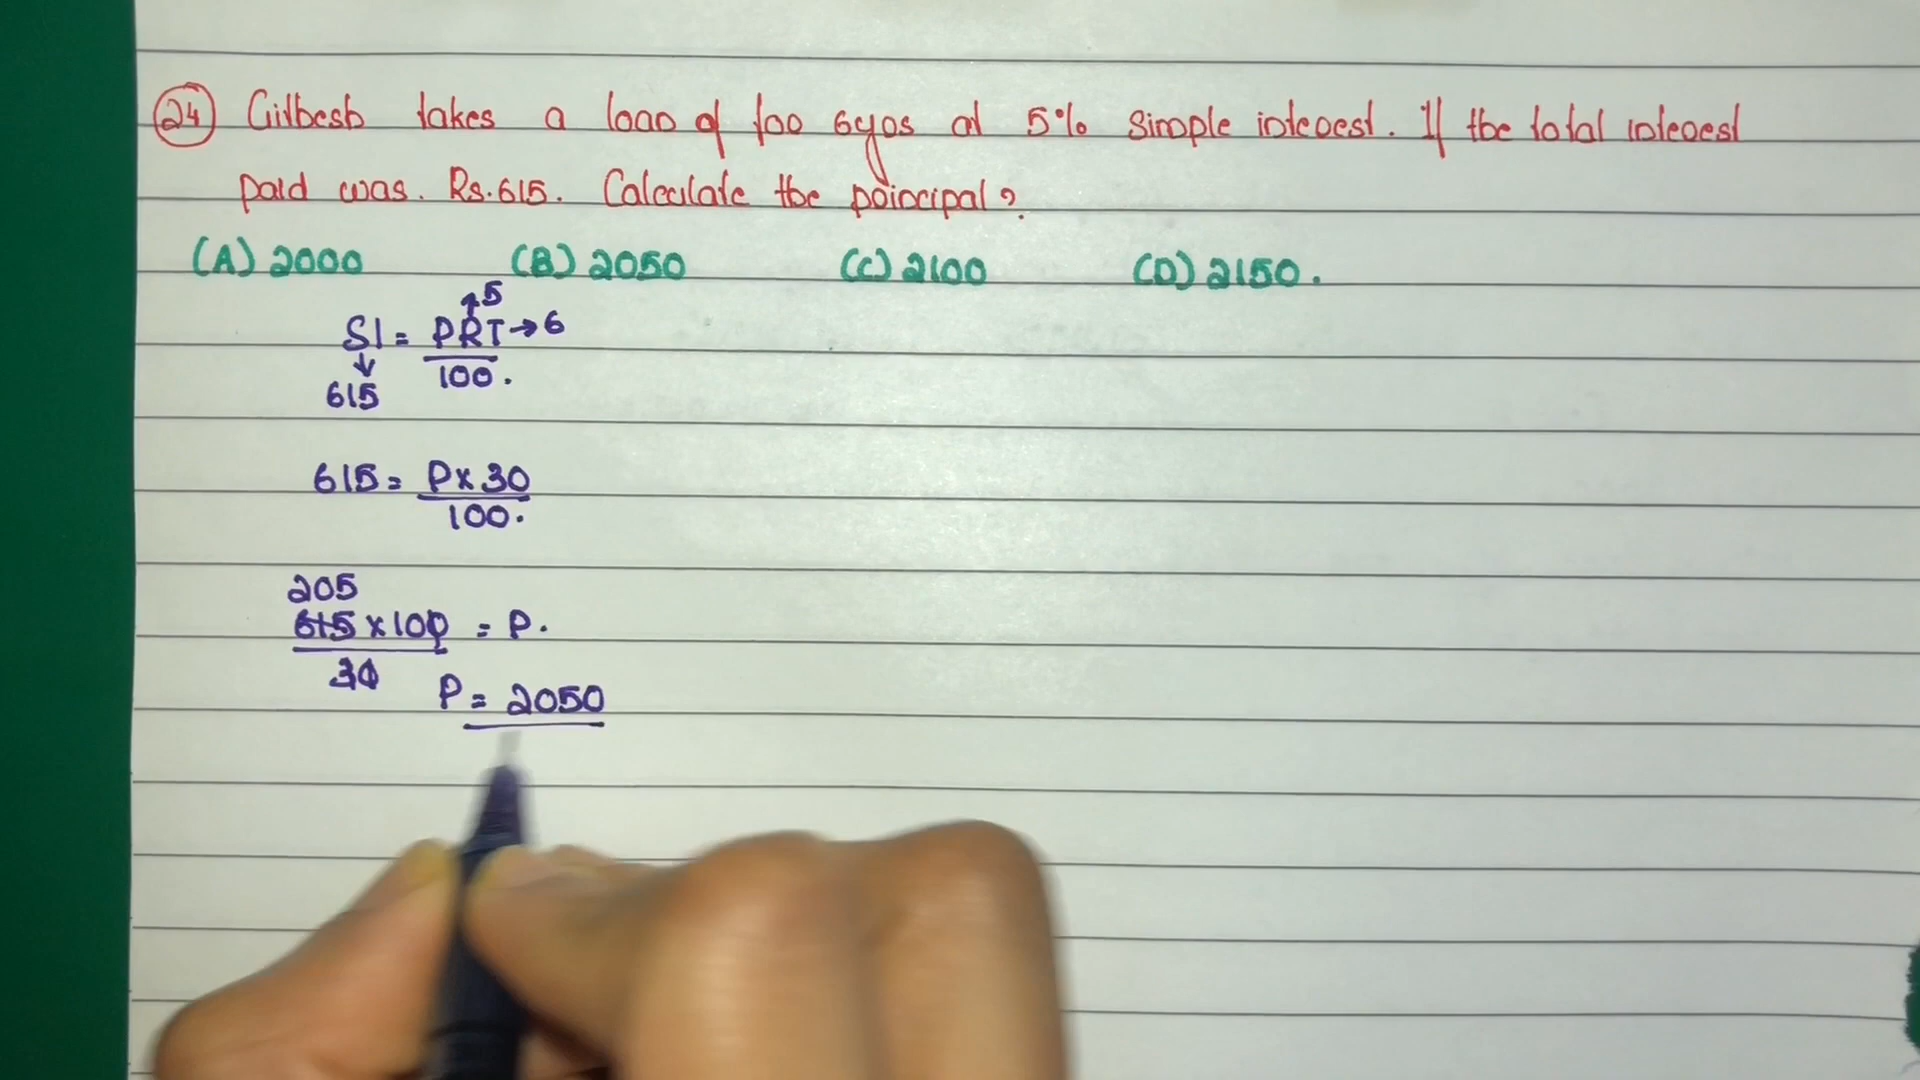 24 Girish takes a loan of for 6yrs at 5% simple interest. If the total interest
paid was. Rs.615. Calculate the principal?
(A) 2000 (B) 2050 (C) 2100 (D) 2150.
5
SI = PRT → 6
615 100.
615 = P x 30
100.
205
615 x 100 = P.
30
P = 2050